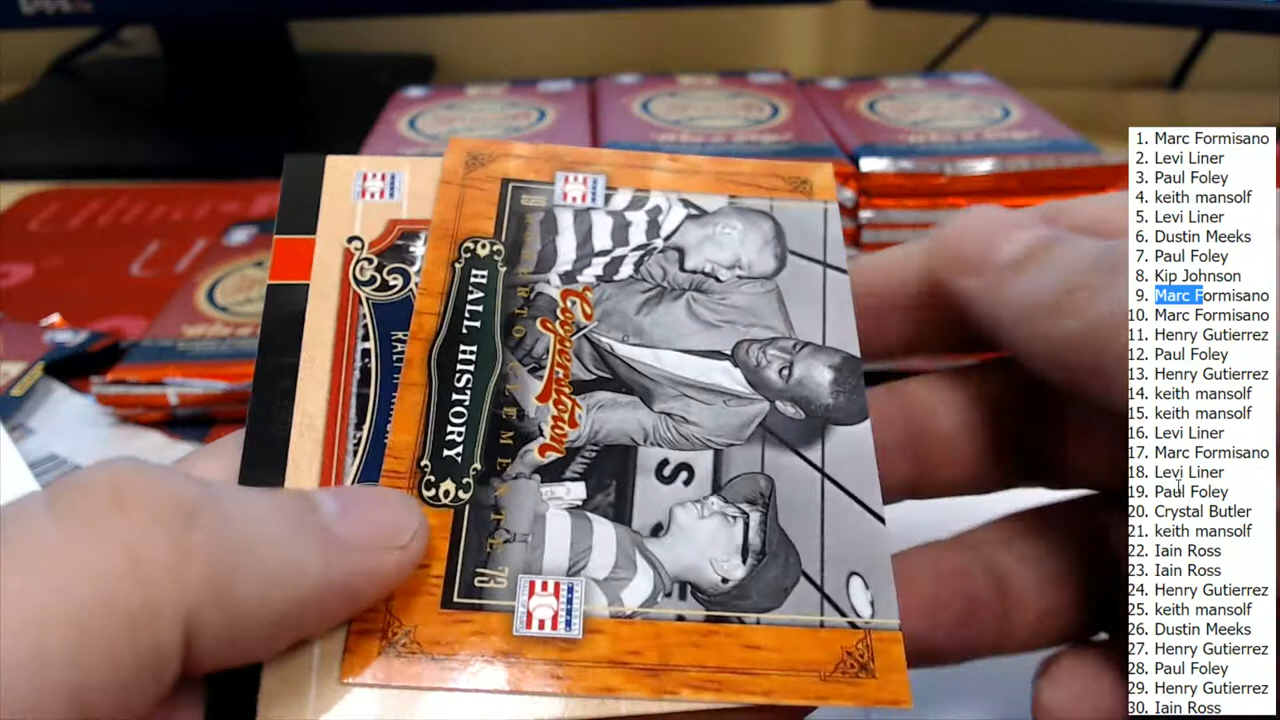 HALL HISTORY
Cooperstown
19 ROBERTO CLEMENTE 73
RALPH
S
1. Marc Formisano
2. Levi Liner
3. Paul Foley
4. keith mansolf
5. Levi Liner
6. Dustin Meeks
7. Paul Foley
8. Kip Johnson
9. Marc Formisano
10. Marc Formisano
11. Henry Gutierrez
12. Paul Foley
13. Henry Gutierrez
14. keith mansolf
15. keith mansolf
16. Levi Liner
17. Marc Formisano
18. Levi Liner
19. Paul Foley
20. Crystal Butler
21. keith mansolf
22. Iain Ross
23. Iain Ross
24. Henry Gutierrez
25. keith mansolf
26. Dustin Meeks
27. Henry Gutierrez
28. Paul Foley
29. Henry Gutierrez
30. Iain Ross